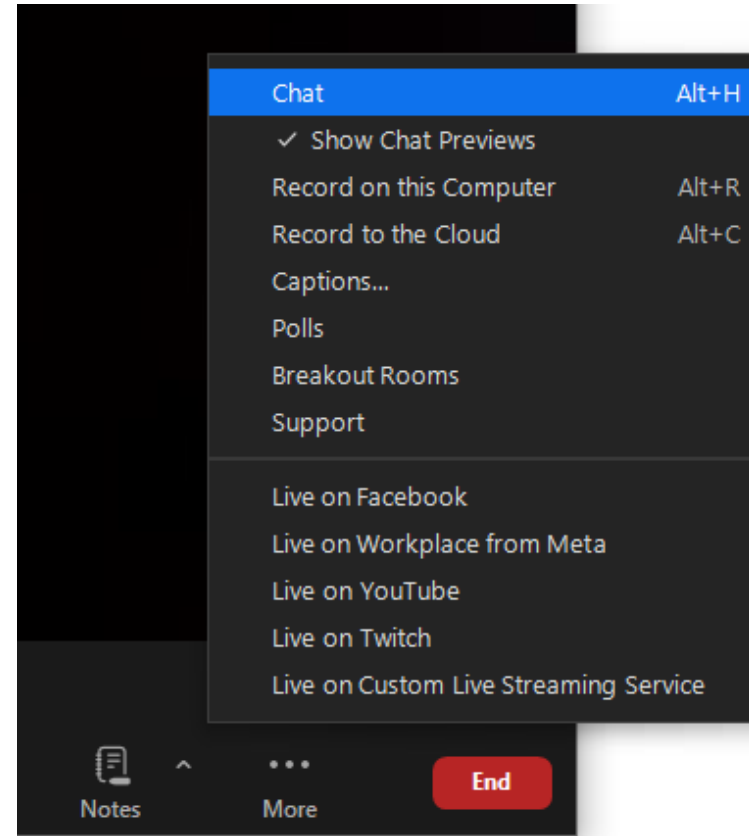 Chat Alt+H
✓ Show Chat Previews
Record on this Computer Alt+R
Record to the Cloud Alt+C
Captions...
Polls
Breakout Rooms
Support
Live on Facebook
Live on Workplace from Meta
Live on YouTube
Live on Twitch
Live on Custom Live Streaming Service
Notes More End